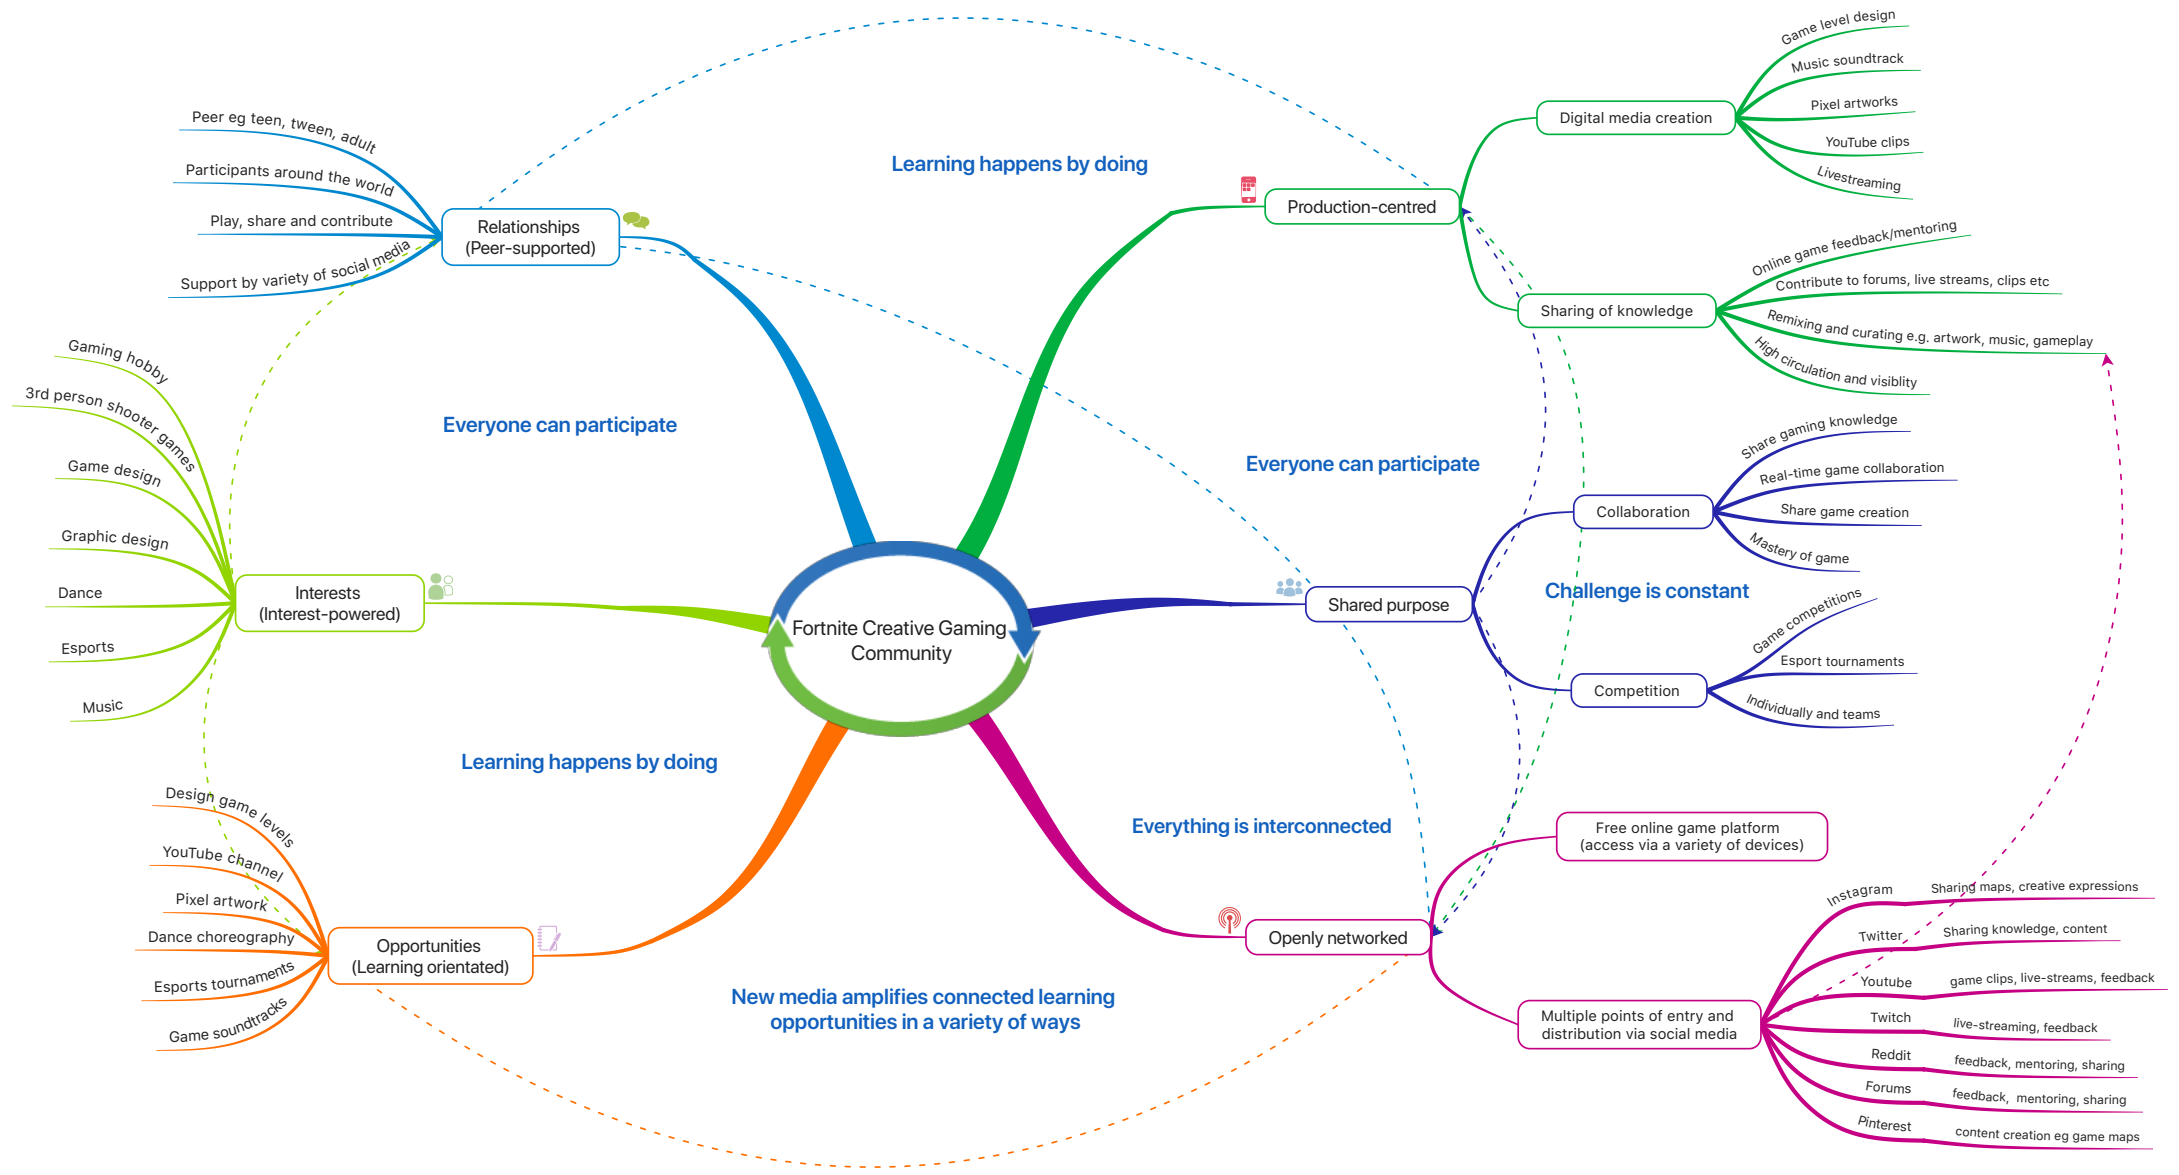 Fortnite Creative Gaming
Community
Relationships
(Peer-supported)
Peer eg teen, tween, adult
Participants around the world
Play, share and contribute
Support by variety of social media
Everyone can participate
Interests
(Interest-powered)
Gaming hobby
3rd person shooter games
Game design
Graphic design
Dance
Esports
Music
Learning happens by doing
Opportunities
(Learning orientated)
Design game levels
YouTube channel
Pixel artwork
Dance choreography
Esports tournaments
Game soundtracks
New media amplifies connected learning
opportunities in a variety of ways
Learning happens by doing
Production-centred
Digital media creation
Game level design
Music soundtrack
Pixel artworks
YouTube clips
Livestreaming
Sharing of knowledge
Online game feedback/mentoring
Contribute to forums, live streams, clips etc
Remixing and curating e.g. artwork, music, gameplay
High circulation and visiblity
Everyone can participate
Shared purpose
Collaboration
Share gaming knowledge
Real-time game collaboration
Share game creation
Mastery of game
Challenge is constant
Competition
Game competitions
Esport tournaments
Individually and teams
Everything is interconnected
Openly networked
Free online game platform
(access via a variety of devices)
Multiple points of entry and
distribution via social media
Instagram
Sharing maps, creative expressions
Twitter
Sharing knowledge, content
Youtube
game clips, live-streams, feedback
Twitch
live-streaming, feedback
Reddit
feedback, mentoring, sharing
Forums
feedback, mentoring, sharing
Pinterest
content creation eg game maps